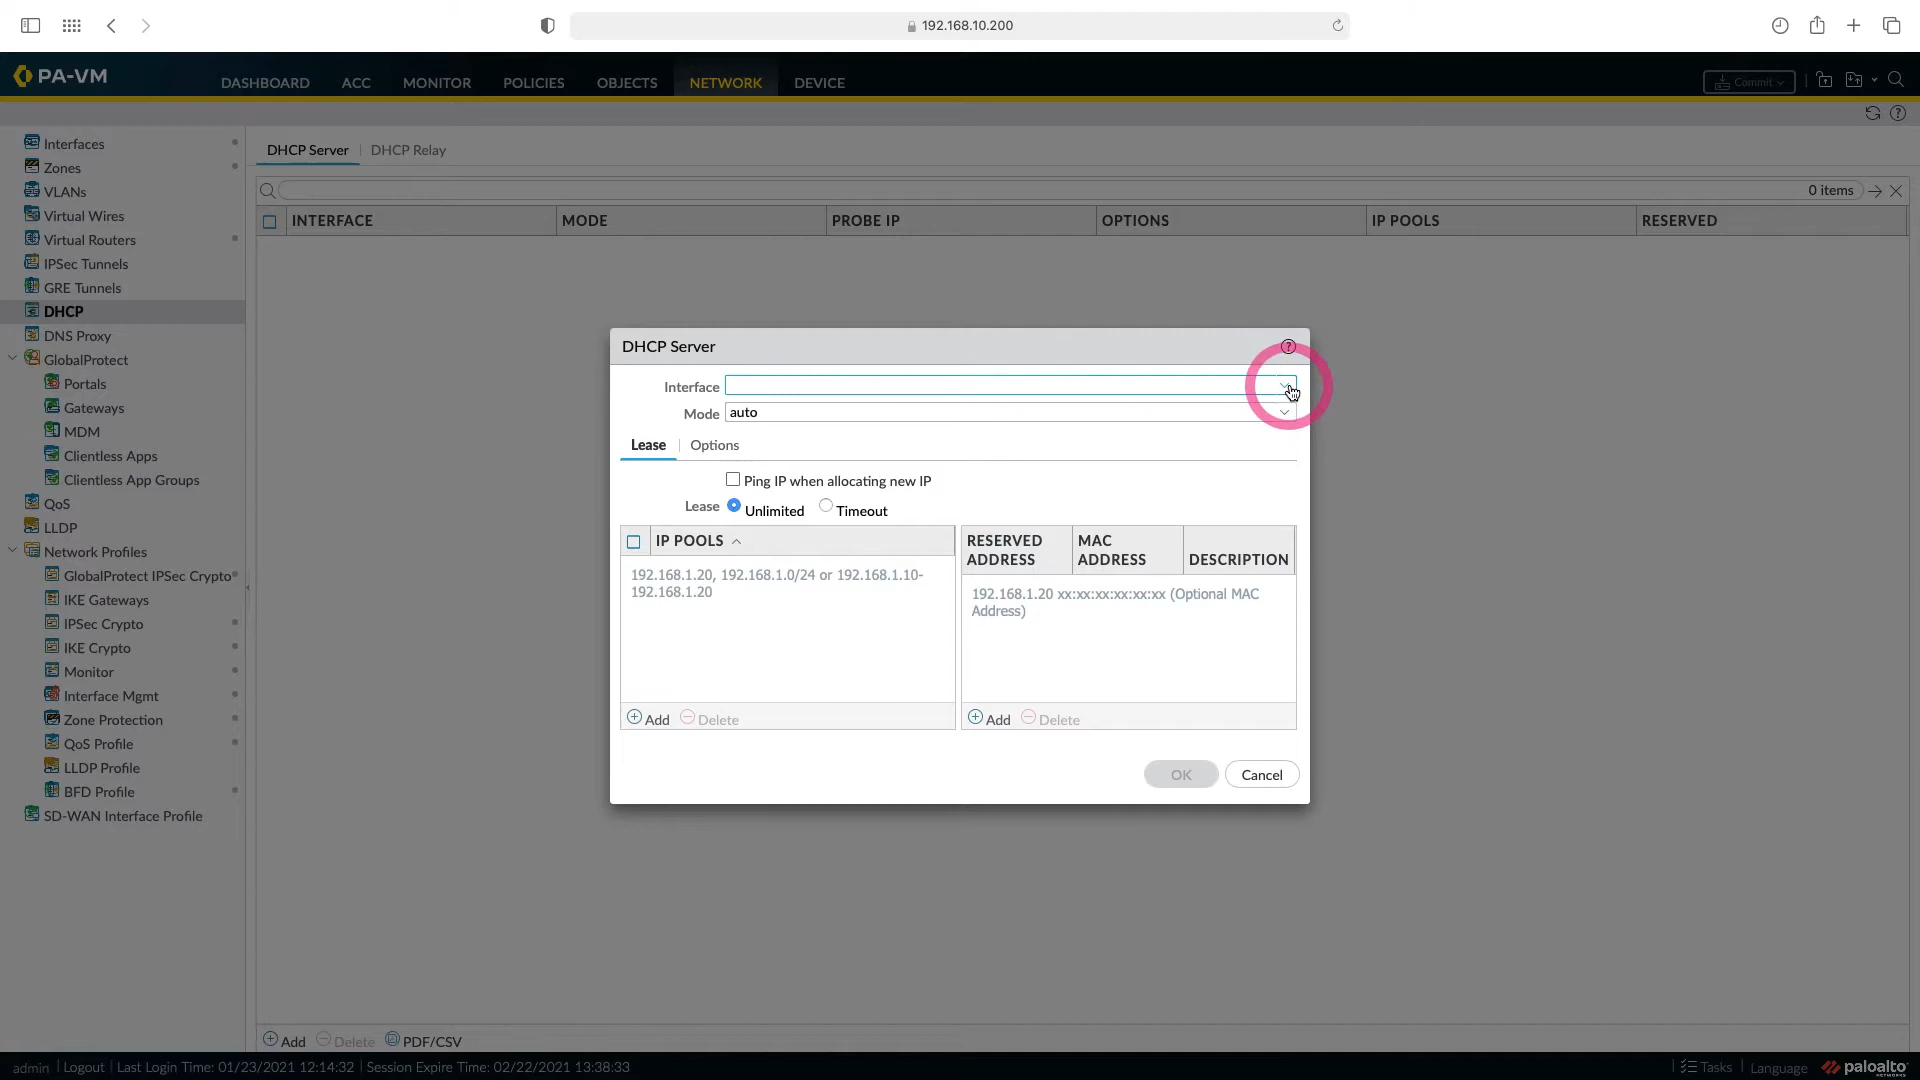 192.168.10.200
PA-VM
DASHBOARD ACC MONITOR POLICIES OBJECTS NETWORK DEVICE
Commit
Interfaces
Zones
VLANs
Virtual Wires
Virtual Routers
IPSec Tunnels
GRE Tunnels
DHCP
DNS Proxy
GlobalProtect
Portals
Gateways
MDM
Clientless Apps
Clientless App Groups
QoS
LLDP
Network Profiles
GlobalProtect IPSec Crypto
IKE Gateways
IPSec Crypto
IKE Crypto
Monitor
Interface Mgmt
Zone Protection
QoS Profile
LLDP Profile
BFD Profile
SD-WAN Interface Profile
DHCP Server | DHCP Relay
0 items
INTERFACE MODE PROBE IP OPTIONS IP POOLS RESERVED
DHCP Server
Interface
Mode auto
Lease | Options
Ping IP when allocating new IP
Lease Unlimited Timeout
IP POOLS
192.168.1.20, 192.168.1.0/24 or 192.168.1.10-
192.168.1.20
Add Delete
RESERVED ADDRESS MAC ADDRESS DESCRIPTION
192.168.1.20 xx:xx:xx:xx:xx:xx (Optional MAC
Address)
Add Delete
OK Cancel
Add Delete PDF/CSV
admin | Logout | Last Login Time: 01/23/2021 12:14:32 | Session Expire Time: 02/22/2021 13:38:33
Tasks | Language paloalto NETWORKS